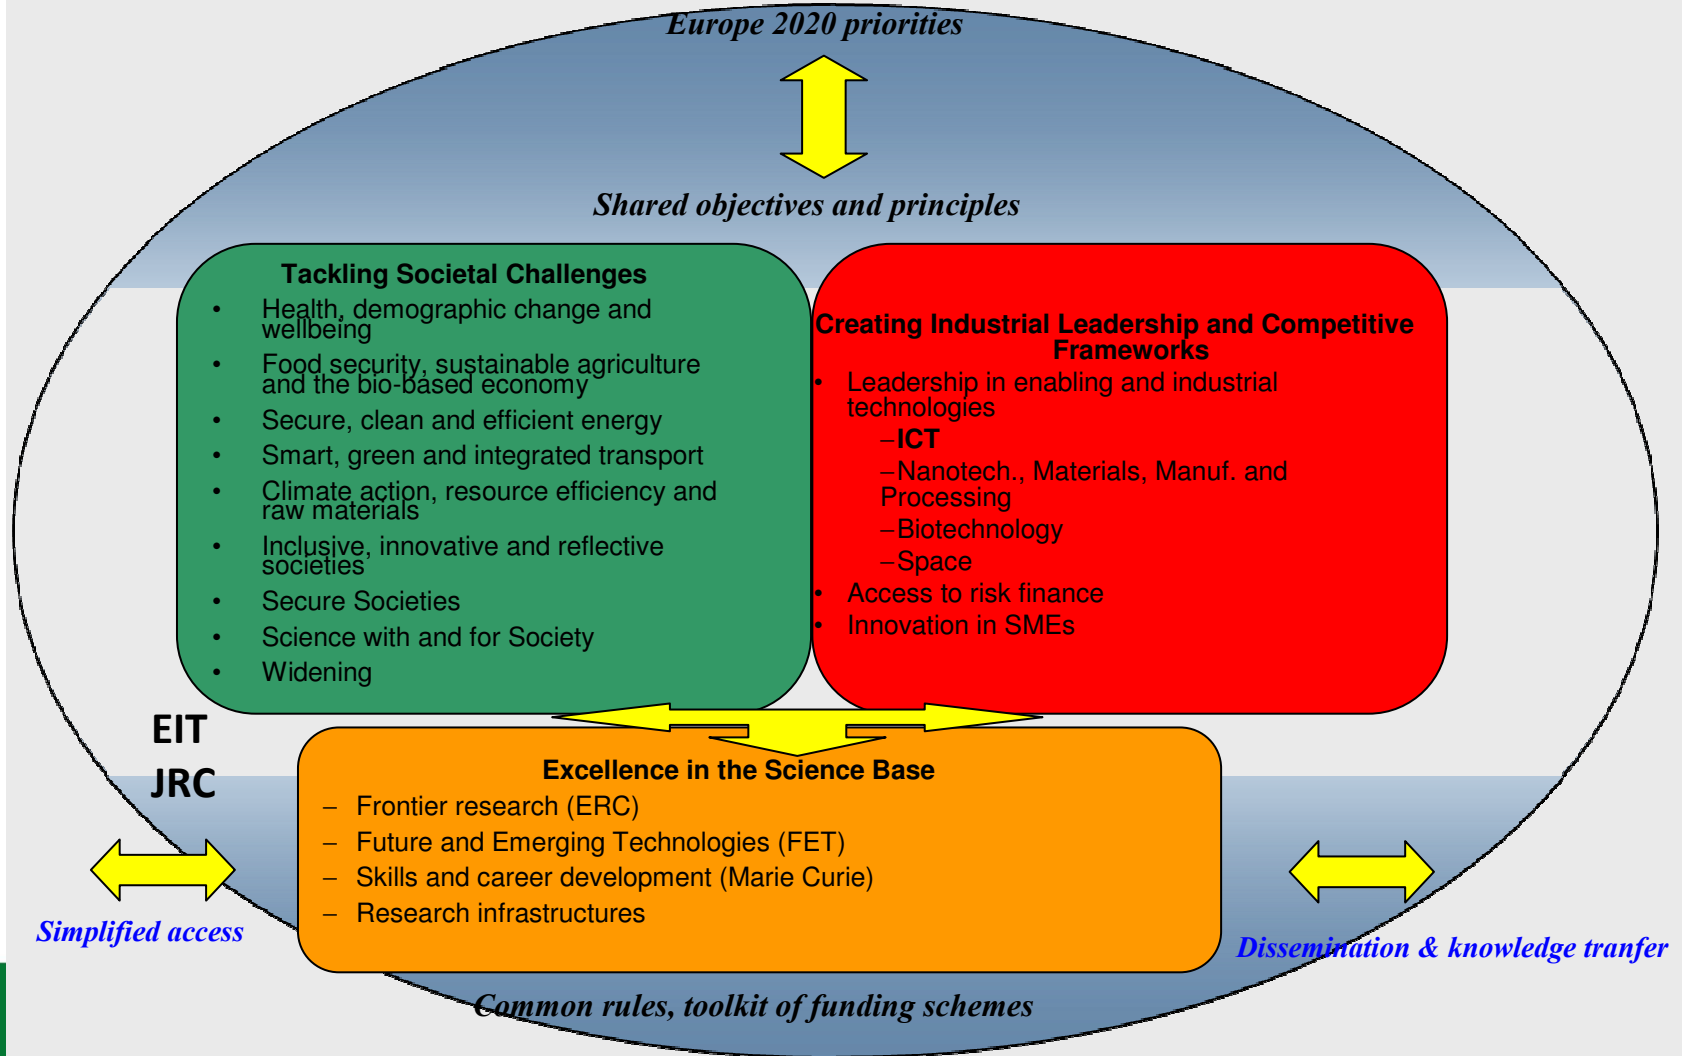 Europe 2020 priorities
Shared objectives and principles
Tackling Societal Challenges
• Health, demographic change and
wellbeing
• Food security, sustainable agriculture
and the bio-based economy
• Secure, clean and efficient energy
• Smart, green and integrated transport
• Climate action, resource efficiency and
raw materials
• Inclusive, innovative and reflective
societies
• Secure Societies
• Science with and for Society
• Widening
Creating Industrial Leadership and Competitive
Frameworks
• Leadership in enabling and industrial
technologies
–ICT
–Nanotech., Materials, Manuf. and
Processing
–Biotechnology
–Space
• Access to risk finance
• Innovation in SMEs
EIT
JRC
Excellence in the Science Base
– Frontier research (ERC)
– Future and Emerging Technologies (FET)
– Skills and career development (Marie Curie)
– Research infrastructures
Simplified access
Dissemination & knowledge tranfer
Common rules, toolkit of funding schemes